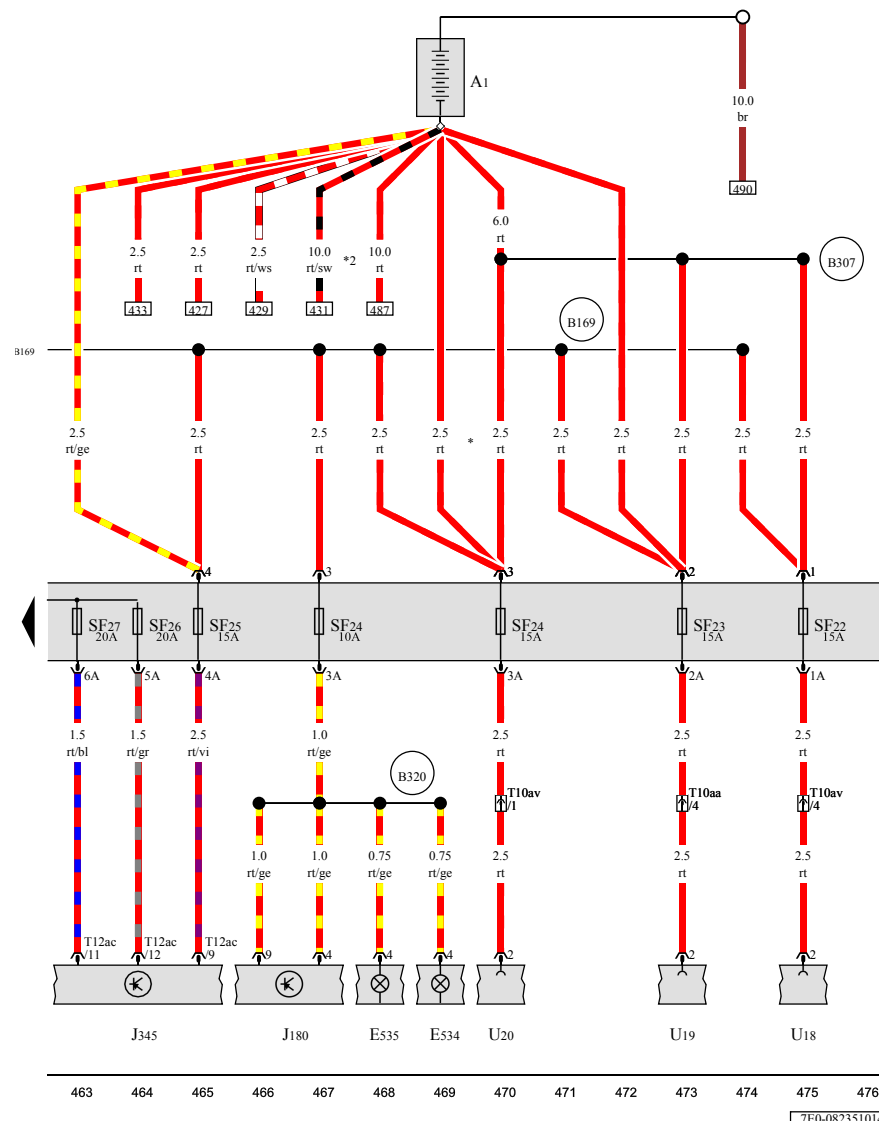 A1
10.0
br
490
6.0
rt
2.5
rt
2.5
rt
2.5
rt/ws
10.0
rt/sw
*2
10.0
rt
B307
433
427
429
431
487
B169
B169
2.5
rt/ge
2.5
rt
2.5
rt
2.5
rt
2.5
rt
*
2.5
rt
2.5
rt
2.5
rt
2.5
rt
2.5
rt
2.5
rt
4
3
3
2
1
SF27
20A
SF26
20A
SF25
15A
SF24
10A
SF24
15A
SF23
15A
SF22
15A
6A
5A
4A
3A
3A
2A
1A
1.5
rt/bl
1.5
rt/gr
2.5
rt/vi
1.0
rt/ge
2.5
rt
2.5
rt
2.5
rt
B320
T10av
/1
T10aa
/4
T10av
/4
1.0
rt/ge
1.0
rt/ge
0.75
rt/ge
0.75
rt/ge
2.5
rt
2.5
rt
2.5
rt
T12ac
/11
T12ac
/12
T12ac
/9
9
4
4
4
2
2
2
J345
J180
E535
E534
U20
U19
U18
463 464 465 466 467 468 469 470 471 472 473 474 475 476